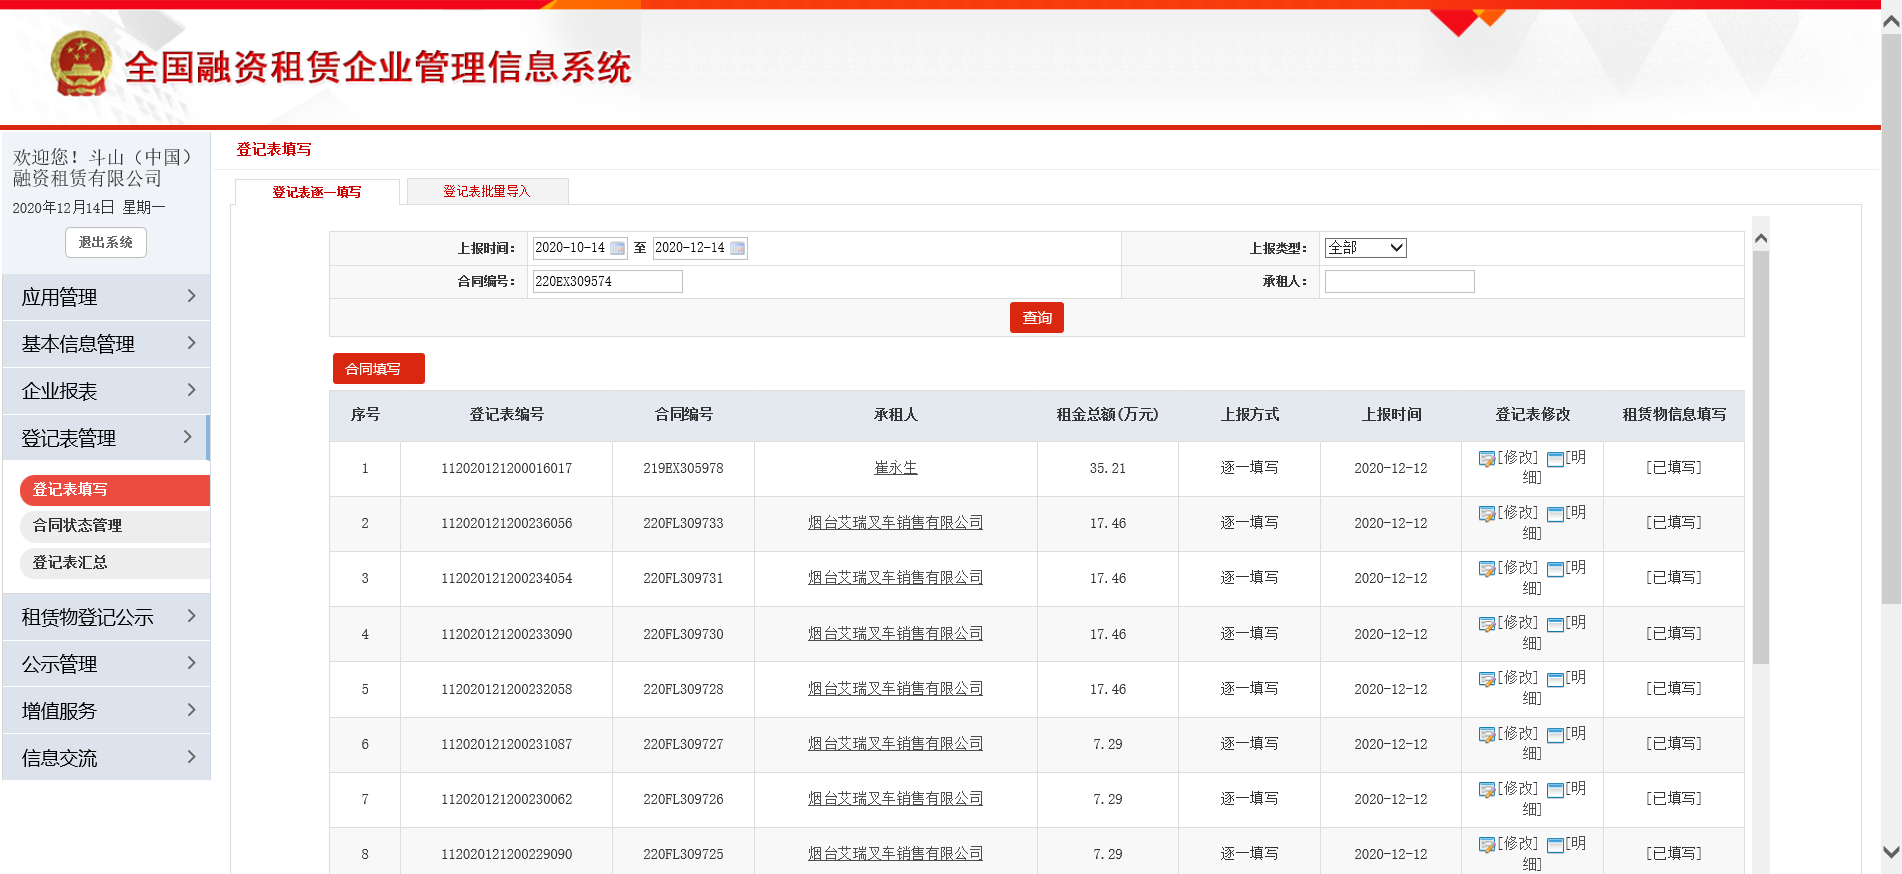 全国融资租赁企业管理信息系统
欢迎您！斗山（中国）
融资租赁有限公司
2020年12月14日 星期一
退出系统
应用管理
基本信息管理
企业报表
登记表管理
登记表填写
合同状态管理
登记表汇总
租赁物登记公示
公示管理
增值服务
信息交流
登记表填写
登记表逐一填写 登记表批量导入
上报时间： 2020-10-14 至 2020-12-14 上报类型： 全部
合同编号： 220EX309574 承租人：
查询
合同填写
序号 登记表编号 合同编号 承租人 租金总额(万元) 上报方式 上报时间 登记表修改 租赁物信息填写
1 112020121200016017 219EX305978 崔永生 35.21 逐一填写 2020-12-12 [修改] [明细] [已填写]
2 112020121200236056 220FL309733 烟台艾瑞叉车销售有限公司 17.46 逐一填写 2020-12-12 [修改] [明细] [已填写]
3 112020121200234054 220FL309731 烟台艾瑞叉车销售有限公司 17.46 逐一填写 2020-12-12 [修改] [明细] [已填写]
4 112020121200233090 220FL309730 烟台艾瑞叉车销售有限公司 17.46 逐一填写 2020-12-12 [修改] [明细] [已填写]
5 112020121200232058 220FL309728 烟台艾瑞叉车销售有限公司 17.46 逐一填写 2020-12-12 [修改] [明细] [已填写]
6 112020121200231087 220FL309727 烟台艾瑞叉车销售有限公司 7.29 逐一填写 2020-12-12 [修改] [明细] [已填写]
7 112020121200230062 220FL309726 烟台艾瑞叉车销售有限公司 7.29 逐一填写 2020-12-12 [修改] [明细] [已填写]
8 112020121200229090 220FL309725 烟台艾瑞叉车销售有限公司 7.29 逐一填写 2020-12-12 [修改] [明细] [已填写]